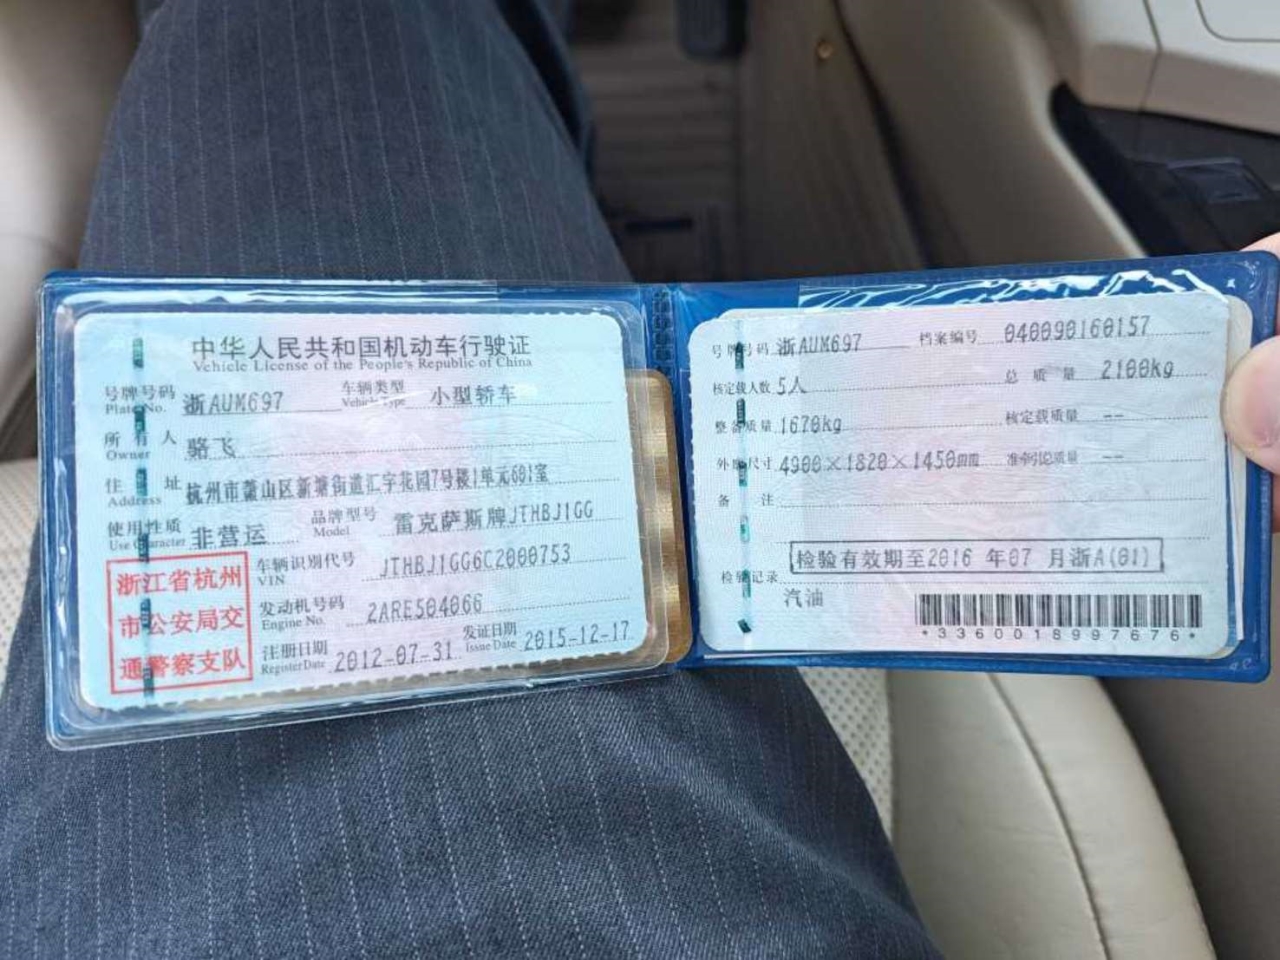 中华人民共和国机动车行驶证
Vehicle License of the People's Republic of China
号牌号码 Plate No. 浙AUM697 车辆类型 Vehicle Type 小型轿车
所有人 Owner 骆飞
住址 Address 杭州市萧山区新塘街道汇宇花园7号楼1单元601室
使用性质 Use Character 非营运 品牌型号 Model 雷克萨斯牌JTHBJ1GG
车辆识别代号 VIN JTHBJ1GG6C2000753
发动机号码 Engine No. 2ARE504066
注册日期 Register Date 2012-07-31 发证日期 Issue Date 2015-12-17
浙江省杭州
市公安局交
通警察支队
号牌号码 浙AUM697 档案编号 040090160157
核定载人数 5人 总质量 2100kg
整备质量 1670kg 核定载质量 --
外廓尺寸 4900×1820×1450mm 准牵引总质量 --
备注
检验有效期至2016年07月浙A(01)
检验记录
汽油
*3360018997676*